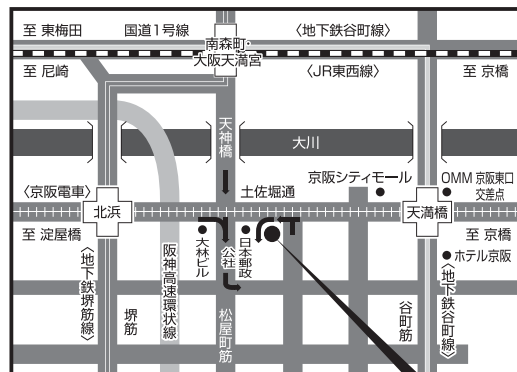 至 東梅田
国道1号線
〈地下鉄谷町線〉
南森町・
大阪天満宮
至 尼崎
〈JR東西線〉
至 京橋
天神橋
大川
京阪シティモール
OMM 京阪東口
交差点
〈京阪電車〉
北浜
土佐堀通
天満橋
至 淀屋橋
至 京橋
大林ビル
公社
日本郵政
ホテル京阪
〈地下鉄堺筋線〉
堺筋
阪神高速環状線
松屋町筋
谷町筋
〈地下鉄谷町線〉